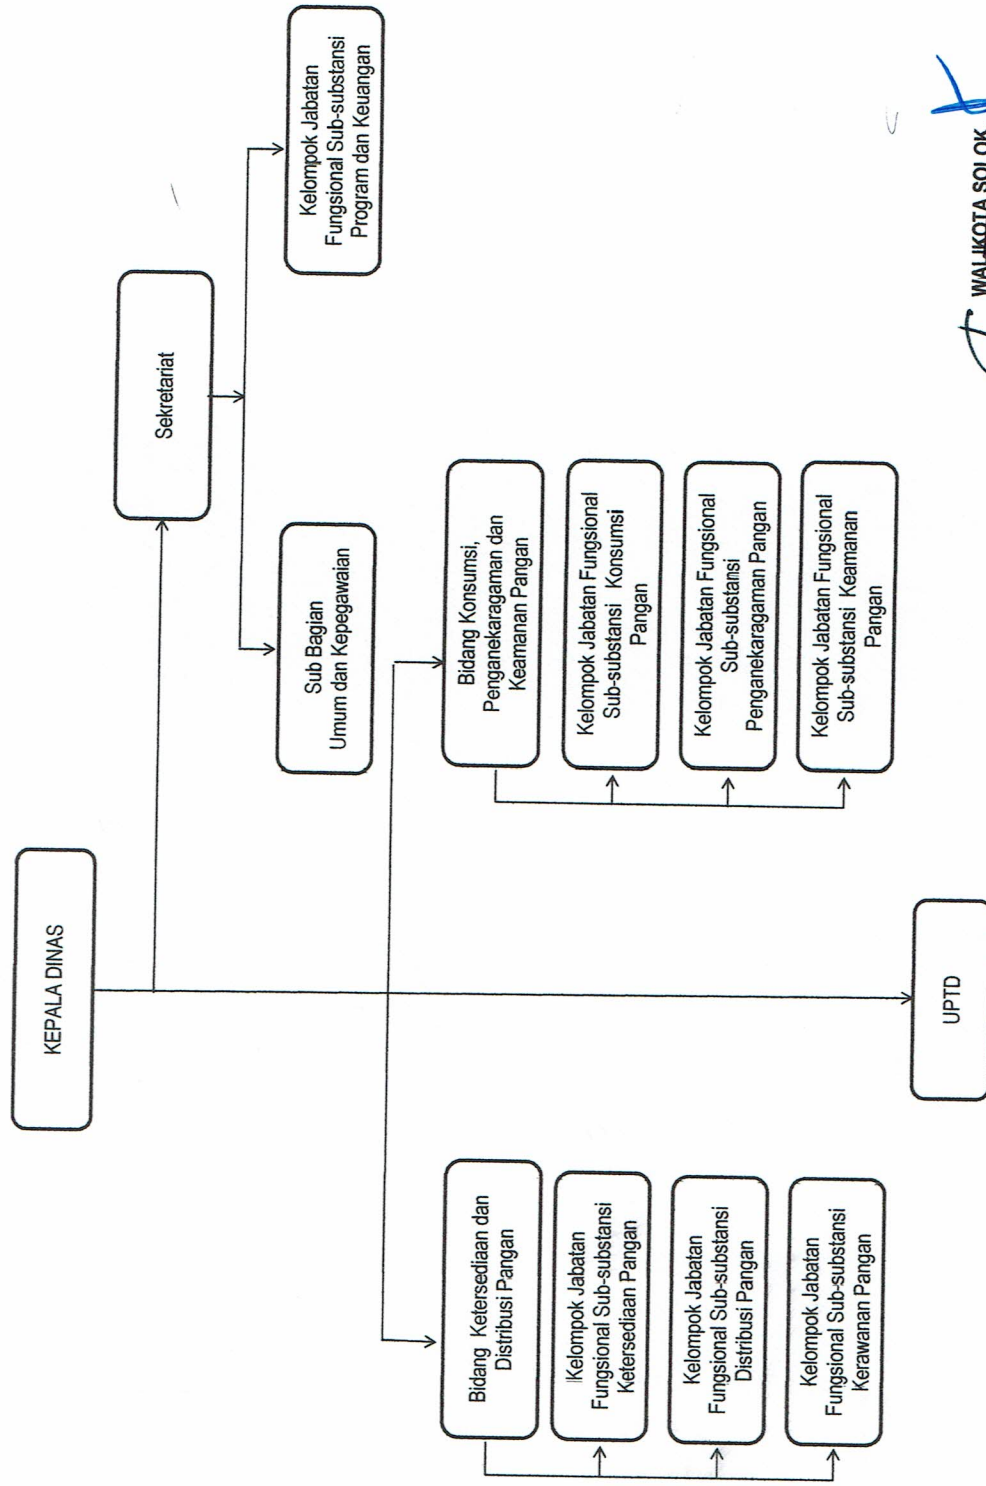 KEPALA DINAS
Sekretariat
Sub Bagian
Umum dan Kepegawaian
Kelompok Jabatan
Fungsional Sub-substansi
Program dan Keuangan
Bidang Ketersediaan dan
Distribusi Pangan
Kelompok Jabatan
Fungsional Sub-substansi
Ketersediaan Pangan
Kelompok Jabatan
Fungsional Sub-substansi
Distribusi Pangan
Kelompok Jabatan
Fungsional Sub-substansi
Kerawanan Pangan
Bidang Konsumsi,
Penganekaragaman dan
Keamanan Pangan
Kelompok Jabatan Fungsional
Sub-substansi Konsumsi
Pangan
Kelompok Jabatan Fungsional
Sub-substansi
Penganekaragaman Pangan
Kelompok Jabatan Fungsional
Sub-substansi Keamanan
Pangan
UPTD
WALIKOTA SOLOK